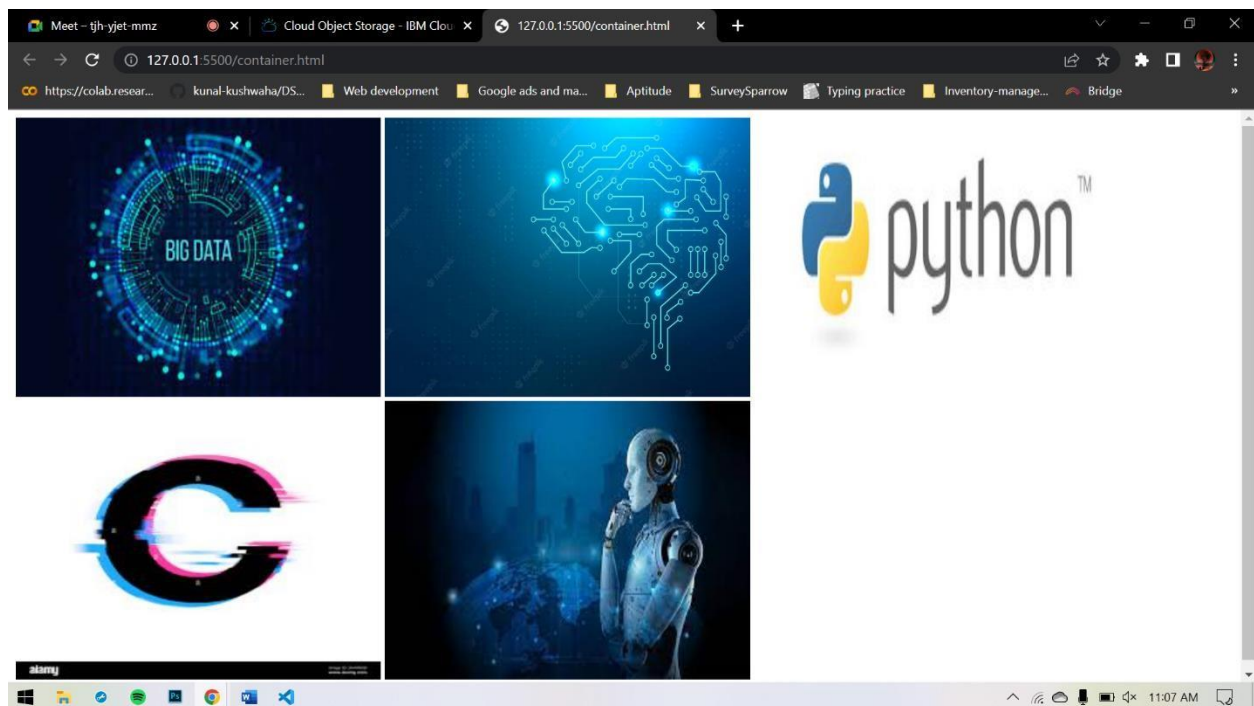 Meet – tjh-yjet-mmz
Cloud Object Storage - IBM Clou
127.0.0.1:5500/container.html
127.0.0.1:5500/container.html
https://colab.resear...
kunal-kushwaha/DS...
Web development
Google ads and ma...
Aptitude
SurveySparrow
Typing practice
Inventory-manage...
Bridge
»
BIG DATA
python™
C
alamy
11:07 AM